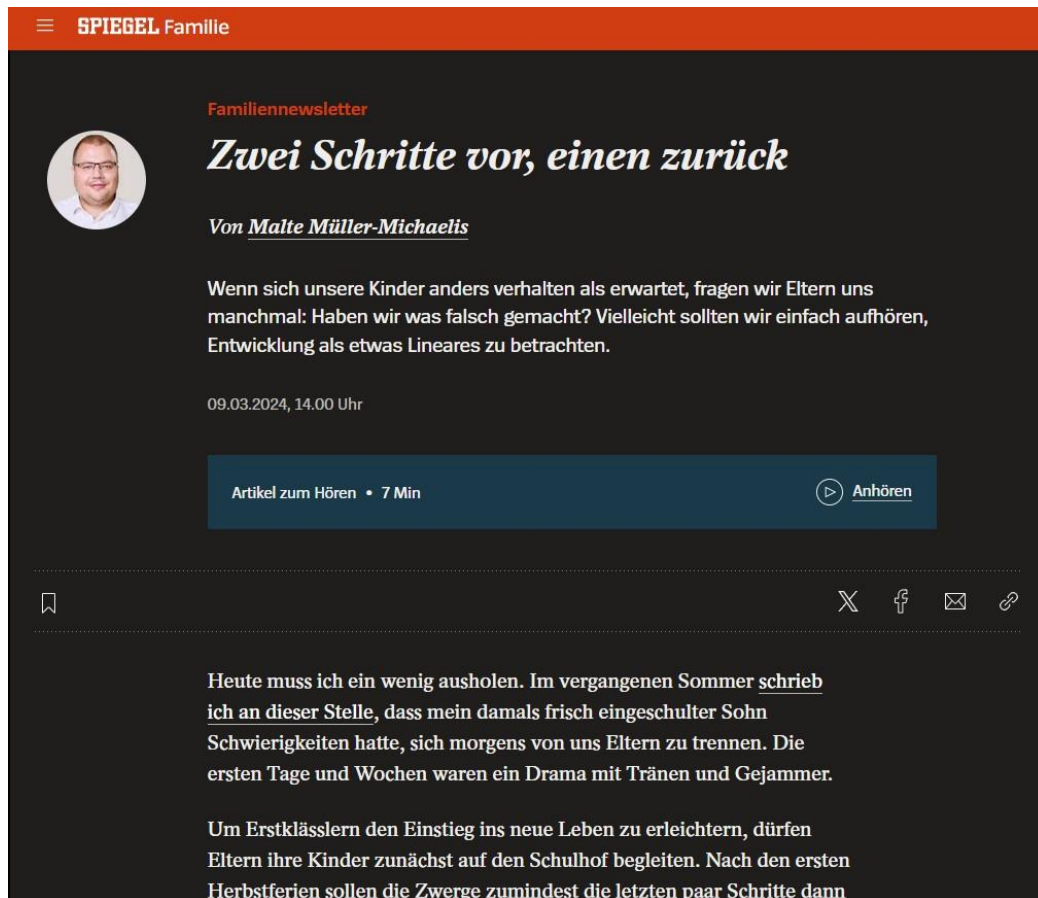 SPIEGEL Familie
Familiennewsletter
Zwei Schritte vor, einen zurück
Von Malte Müller-Michaelis
Wenn sich unsere Kinder anders verhalten als erwartet, fragen wir Eltern uns
manchmal: Haben wir was falsch gemacht? Vielleicht sollten wir einfach aufhören,
Entwicklung als etwas Lineares zu betrachten.
09.03.2024, 14.00 Uhr
Artikel zum Hören • 7 Min
Anhören
Heute muss ich ein wenig ausholen. Im vergangenen Sommer schrieb
ich an dieser Stelle, dass mein damals frisch eingeschulter Sohn
Schwierigkeiten hatte, sich morgens von uns Eltern zu trennen. Die
ersten Tage und Wochen waren ein Drama mit Tränen und Gejammer.
Um Erstklässlern den Einstieg ins neue Leben zu erleichtern, dürfen
Eltern ihre Kinder zunächst auf den Schulhof begleiten. Nach den ersten
Herbstferien sollen die Zwerge zumindest die letzten paar Schritte dann